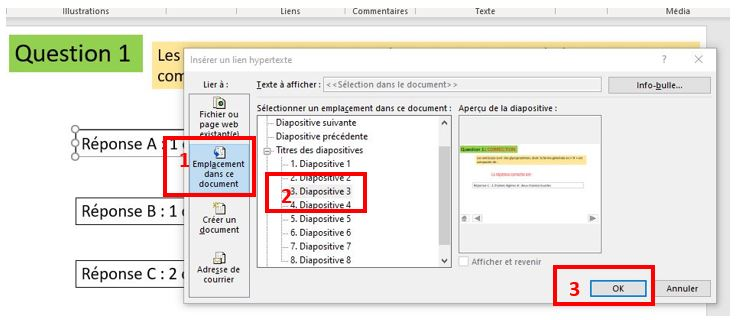 Illustrations Liens Commentaires Texte Média
Question 1
Les
com
Réponse A : 1
Réponse B : 1
Réponse C : 2
Insérer un lien hypertexte ? ×
Lier à : Texte à afficher : <<Sélection dans le document>> Info-bulle...
Fichier ou
page web
existant(e)
1
Emplacement
dans ce
document
Créer un
document
Adresse de
courrier
Sélectionner un emplacement dans ce document :
Diapositive suivante
Diapositive précédente
Titres des diapositives
1. Diapositive 1
2. Diapositive 2
3. Diapositive 3
2
4. Diapositive 4
5. Diapositive 5
6. Diapositive 6
7. Diapositive 7
8. Diapositive 8
Aperçu de la diapositive :
Question 1: CORRECTION
La réponse correcte est:
Afficher et revenir
3
OK Annuler